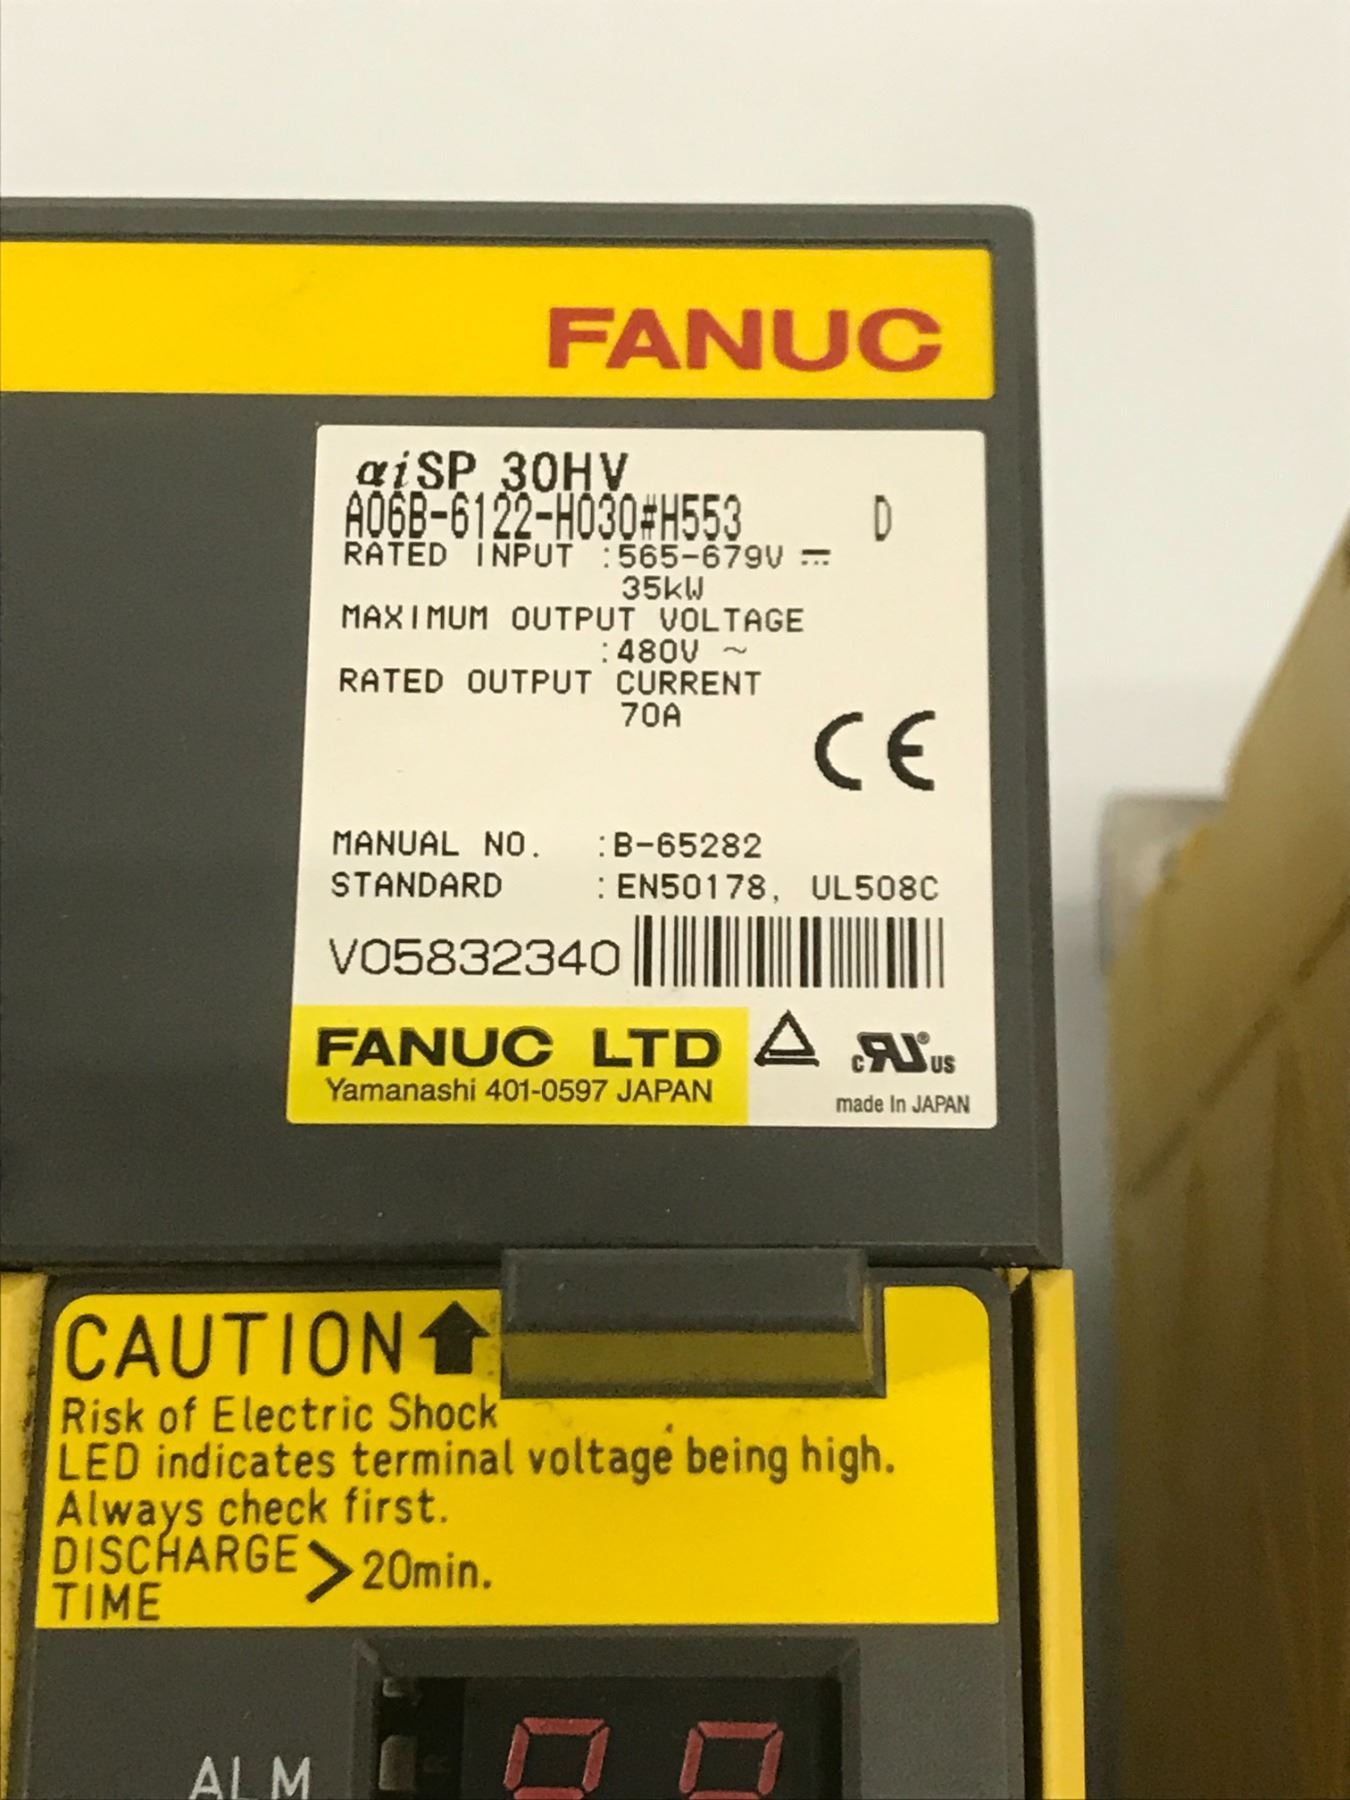 FANUC
αiSP 30HV
A06B-6122-H030#H553 D
RATED INPUT :565-679V ⎓
35kW
MAXIMUM OUTPUT VOLTAGE
:480V ~
RATED OUTPUT CURRENT
70A
CE
MANUAL NO. :B-65282
STANDARD :EN50178, UL508C
V05832340
FANUC LTD
Yamanashi 401-0597 JAPAN
c RU ® US
made In JAPAN
CAUTION
Risk of Electric Shock
LED indicates terminal voltage being high.
Always check first.
DISCHARGE TIME > 20min.
ALM